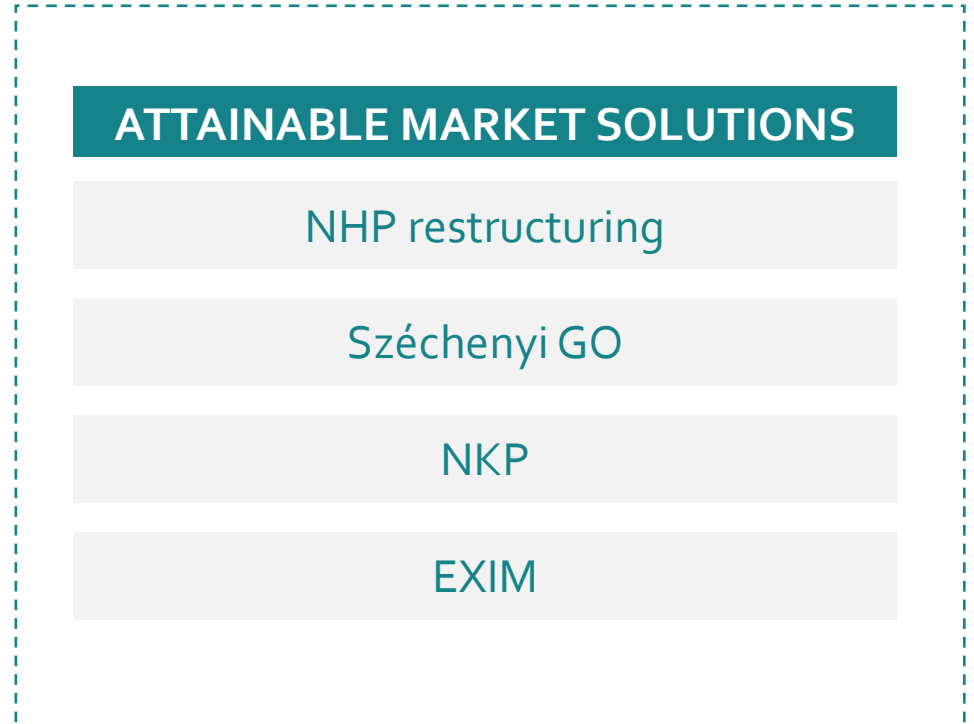 ATTAINABLE MARKET SOLUTIONS
NHP restructuring
Széchenyi GO
NKP
EXIM